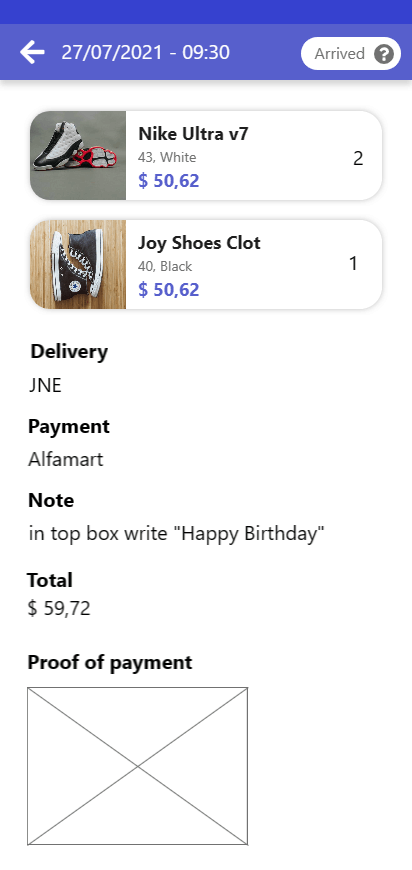 27/07/2021 - 09:30
Arrived ?
Nike Ultra v7
43, White
$ 50,62
2
Joy Shoes Clot
40, Black
$ 50,62
1
Delivery
JNE
Payment
Alfamart
Note
in top box write "Happy Birthday"
Total
$ 59,72
Proof of payment